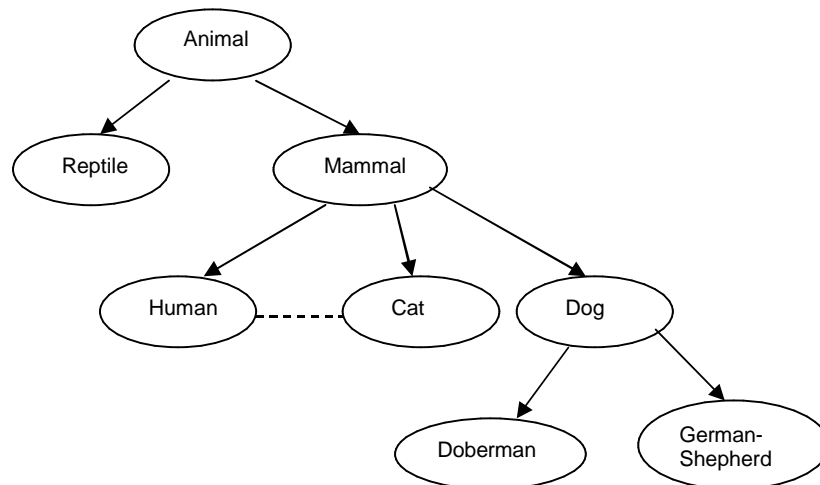 Animal
Reptile
Mammal
Human
Cat
Dog
Doberman
German-
Shepherd